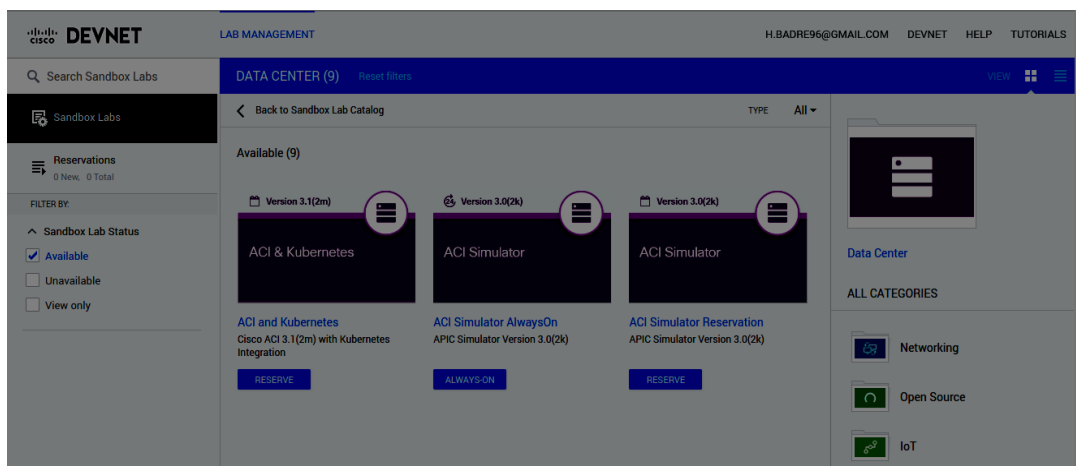 cisco DEVNET
LAB MANAGEMENT
H.BADRE96@GMAIL.COM DEVNET HELP TUTORIALS
Search Sandbox Labs
Sandbox Labs
Reservations
0 New, 0 Total
FILTER BY:
Sandbox Lab Status
Available
Unavailable
View only
DATA CENTER (9) Reset filters
VIEW
Back to Sandbox Lab Catalog
TYPE All
Available (9)
Version 3.1(2m)
ACI & Kubernetes
ACI and Kubernetes
Cisco ACI 3.1(2m) with Kubernetes
Integration
RESERVE
24 Version 3.0(2k)
ACI Simulator
ACI Simulator AlwaysOn
APIC Simulator Version 3.0(2k)
ALWAYS-ON
Version 3.0(2k)
ACI Simulator
ACI Simulator Reservation
APIC Simulator Version 3.0(2k)
RESERVE
Data Center
ALL CATEGORIES
Networking
Open Source
IoT